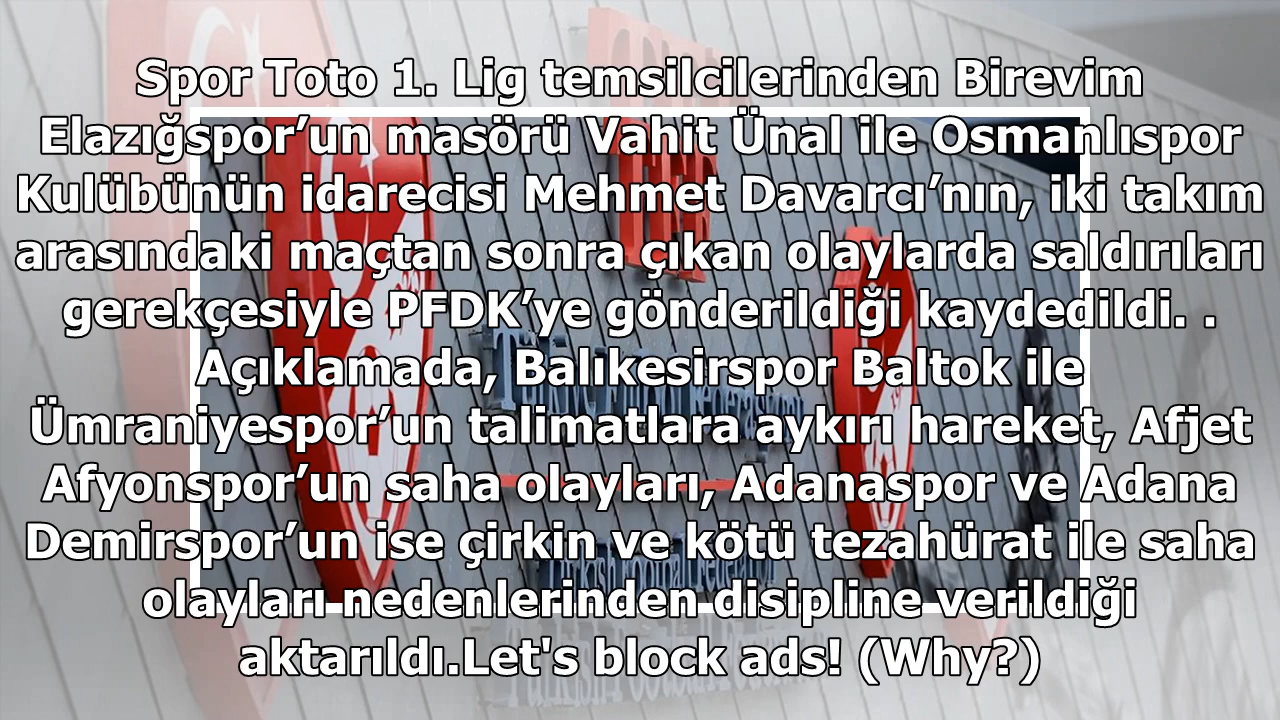 Spor Toto 1. Lig temsilcilerinden Birevim
Elazığspor’un masörü Vahit Ünal ile Osmanlıspor
Kulübünün idarecisi Mehmet Davarcı’nın, iki takım
arasındaki maçtan sonra çıkan olaylarda saldırıları
gerekçesiyle PFDK’ye gönderildiği kaydedildi. .
Açıklamada, Balıkesirspor Baltok ile
Ümraniyespor’un talimatlara aykırı hareket, Afjet
Afyonspor’un saha olayları, Adanaspor ve Adana
Demirspor’un ise çirkin ve kötü tezahürat ile saha
olayları nedenlerinden disipline verildiği
aktarıldı.Let's block ads! (Why?)